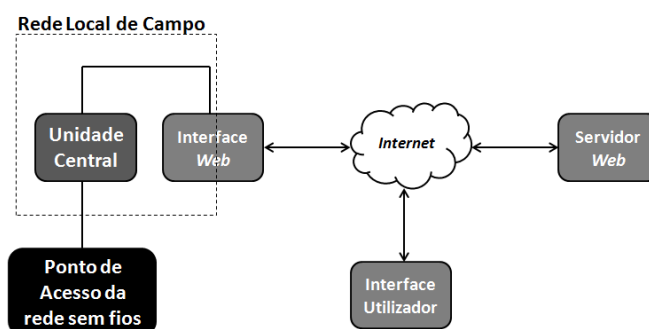 Rede Local de Campo
Unidade
Central
Interface
Web
Internet
Servidor
Web
Ponto de
Acesso da
rede sem fios
Interface
Utilizador